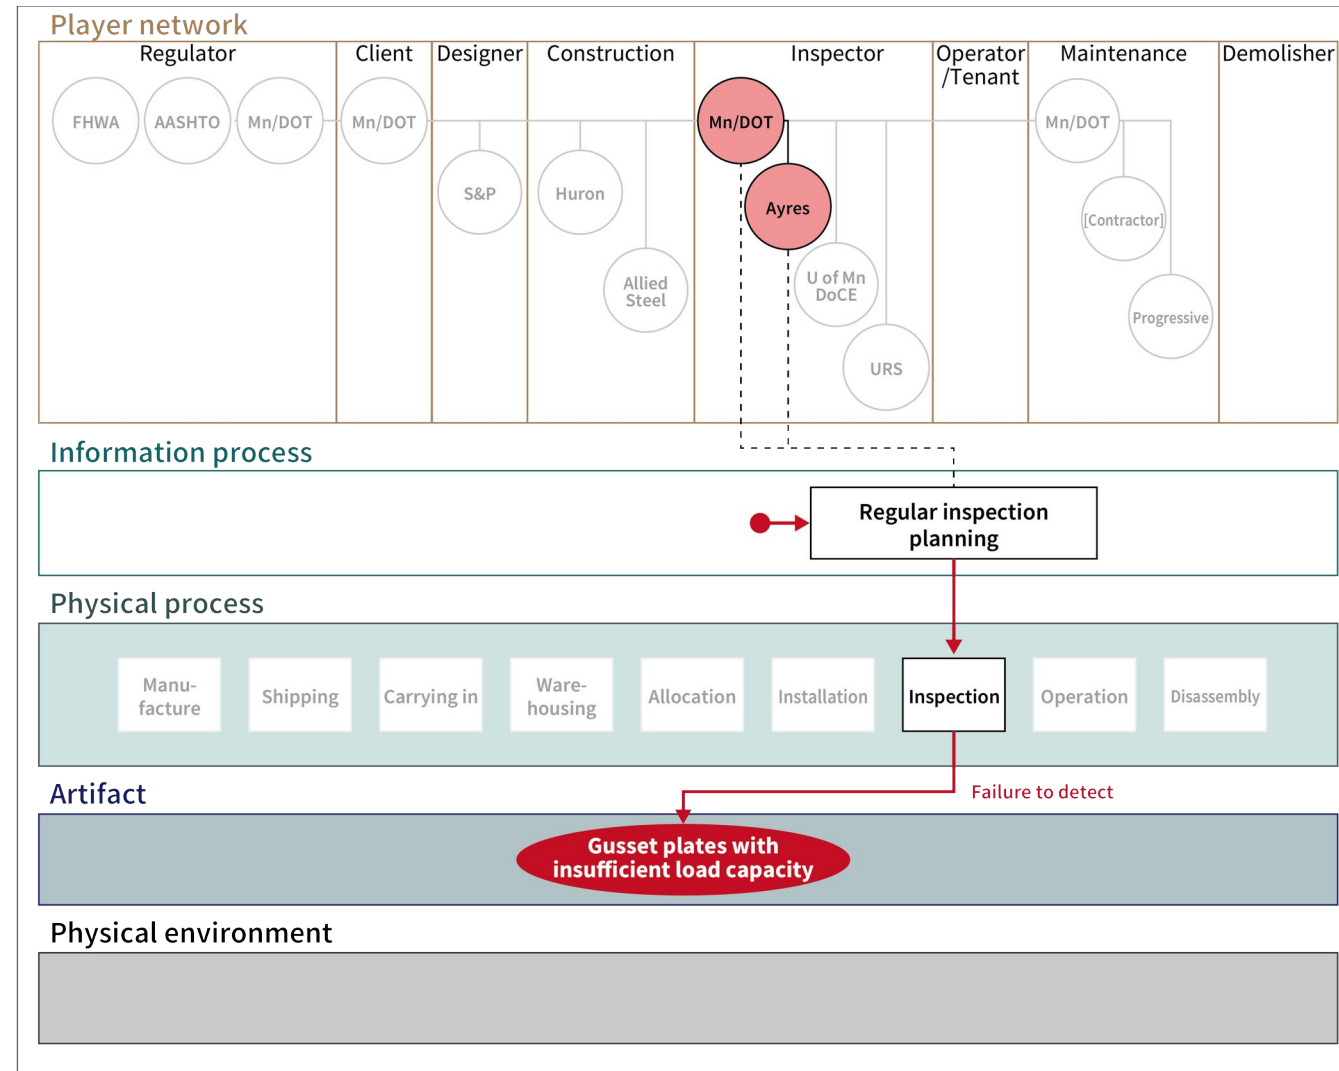 Player network
Regulator
Client
Designer
Construction
Inspector
Operator
/Tenant
Maintenance
Demolisher
FHWA
AASHTO
Mn/DOT
Mn/DOT
Mn/DOT
Mn/DOT
S&P
Huron
Ayres
[Contractor]
Allied
Steel
U of Mn
DoCE
Progressive
URS
Information process
Regular inspection
planning
Physical process
Manu-
facture
Shipping
Carrying in
Ware-
housing
Allocation
Installation
Inspection
Operation
Disassembly
Artifact
Failure to detect
Gusset plates with
insufficient load capacity
Physical environment